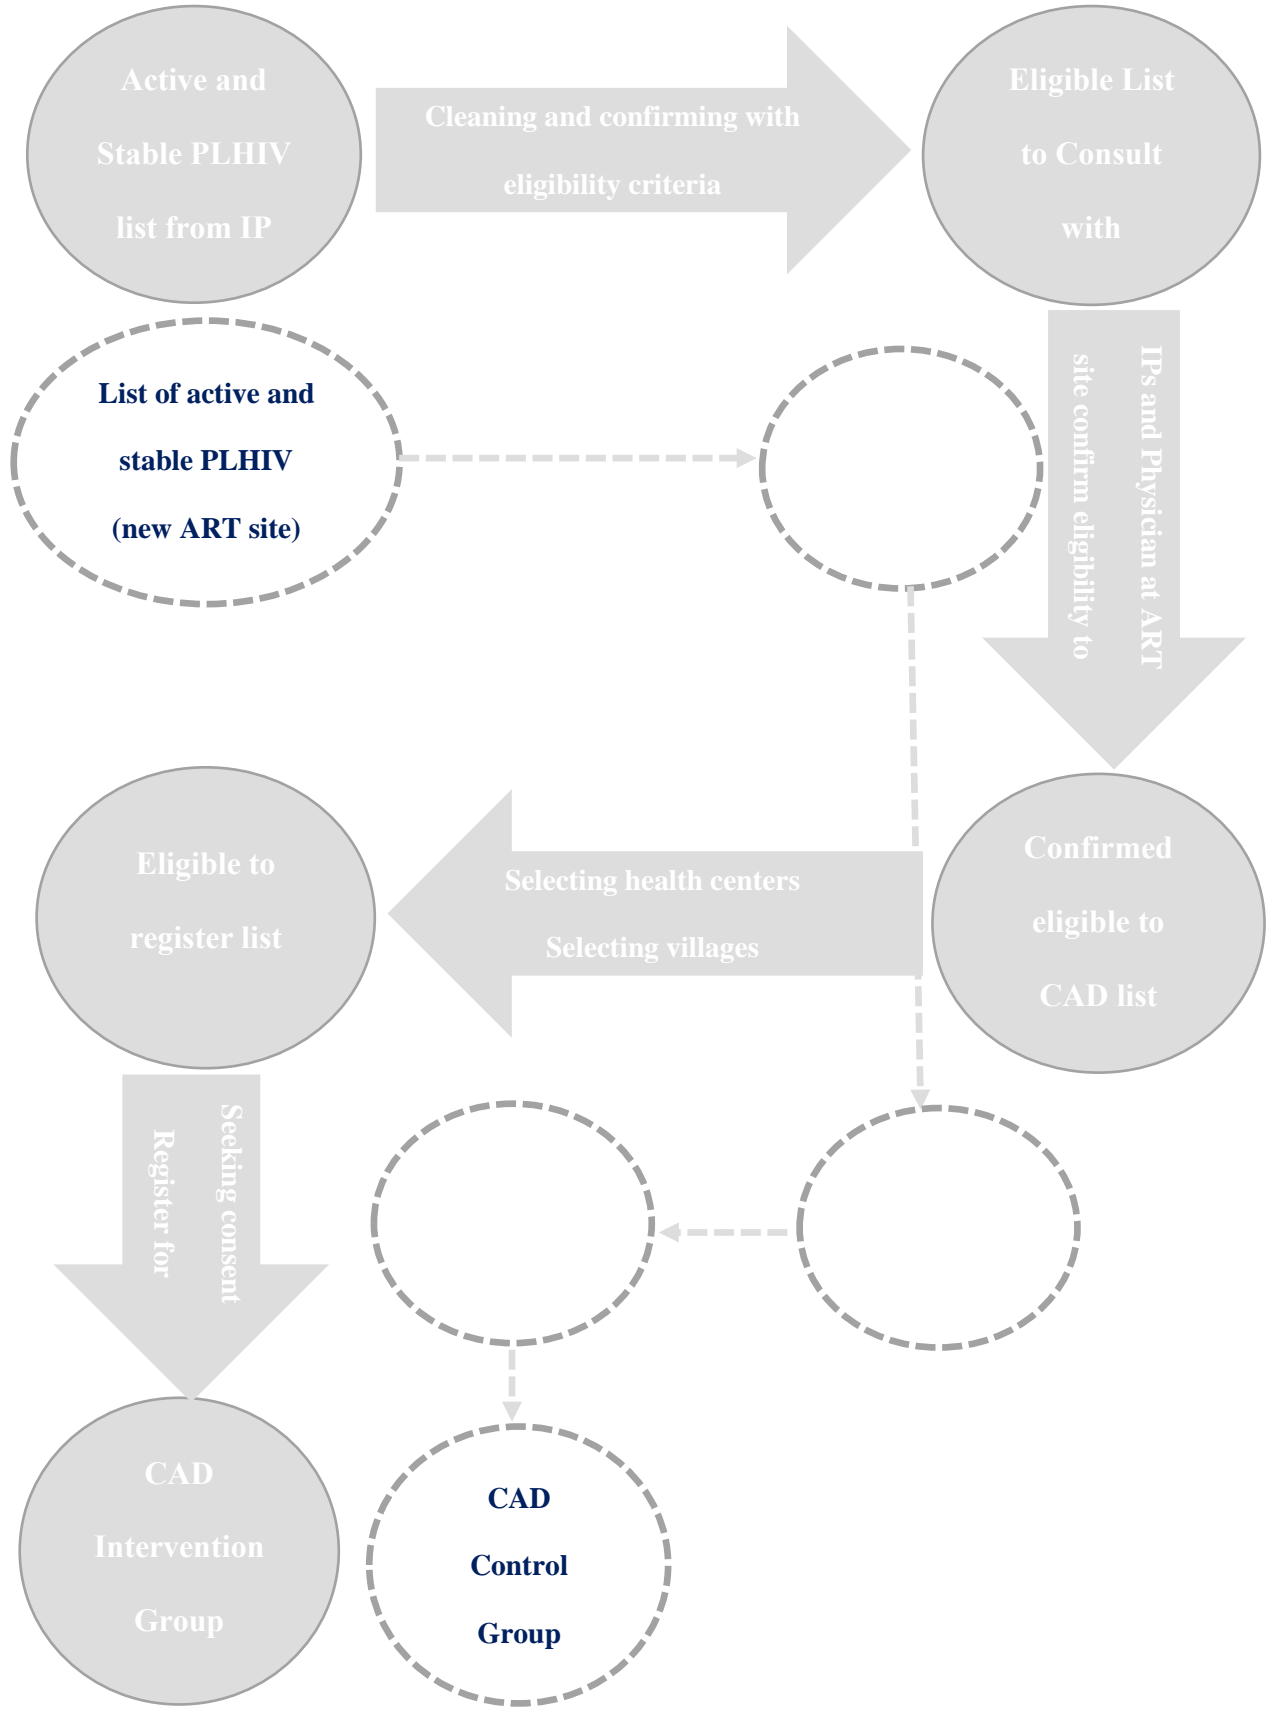 Active and
Stable PLHIV
list from IP
Cleaning and confirming with
eligibility criteria
Eligible List
to Consult
with
List of active and
stable PLHIV
(new ART site)
IPs and Physician at ART
site confirm eligibility to
Confirmed
eligible to
CAD list
Selecting health centers
Selecting villages
Eligible to
register list
Seeking consent
Register for
CAD
Intervention
Group
CAD
Control
Group